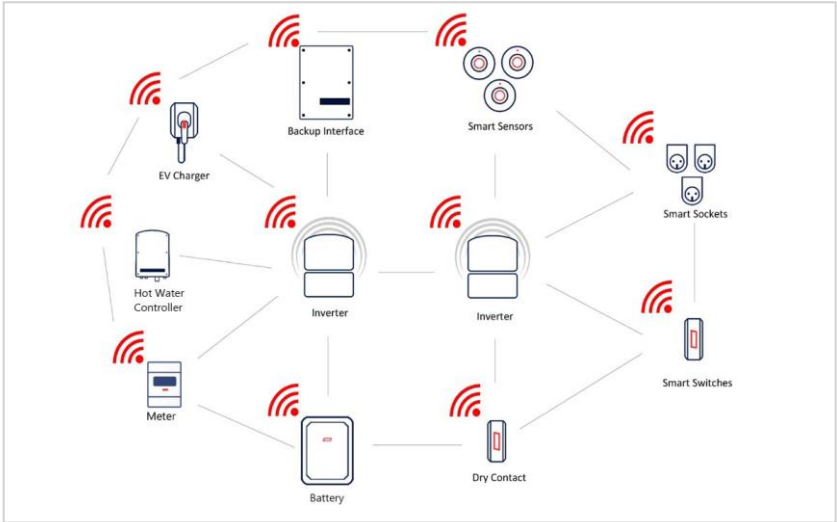 Backup Interface
Smart Sensors
EV Charger
Smart Sockets
Hot Water
Controller
Inverter
Inverter
Smart Switches
Meter
Dry Contact
Battery